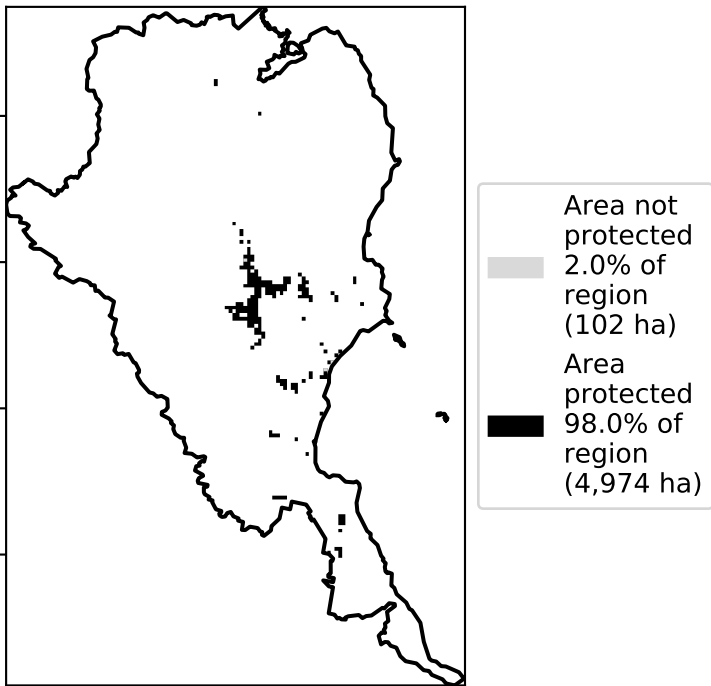 Area not
protected
2.0% of
region
(102 ha)
Area
protected
98.0% of
region
(4,974 ha)